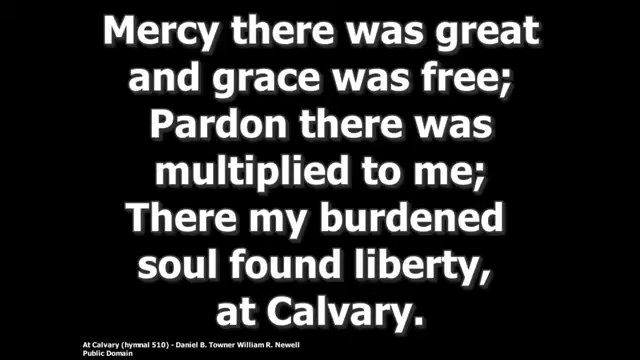 Mercy there was great
and grace was free;
Pardon there was
multiplied to me;
There my burdened
soul found liberty,
at Calvary.
At Calvary (hymnal 510) - Daniel B. Towner William R. Newell
Public Domain